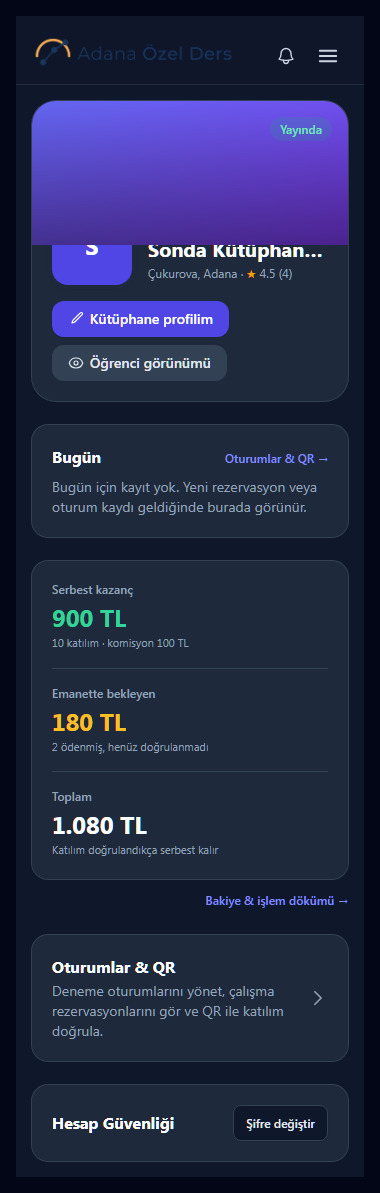 Adana Özel Ders
Yayında
S
Sonda Kütüphan...
Çukurova, Adana · ★ 4.5 (4)
Kütüphane profilim
Öğrenci görünümü
Bugün
Oturumlar & QR →
Bugün için kayıt yok. Yeni rezervasyon veya
oturum kaydı geldiğinde burada görünür.
Serbest kazanç
900 TL
10 katılım · komisyon 100 TL
Emanette bekleyen
180 TL
2 ödenmiş, henüz doğrulanmadı
Toplam
1.080 TL
Katılım doğrulandıkça serbest kalır
Bakiye & işlem dökümü →
Oturumlar & QR
Deneme oturumlarını yönet, çalışma
rezervasyonlarını gör ve QR ile katılım
doğrula.
Hesap Güvenliği
Şifre değiştir